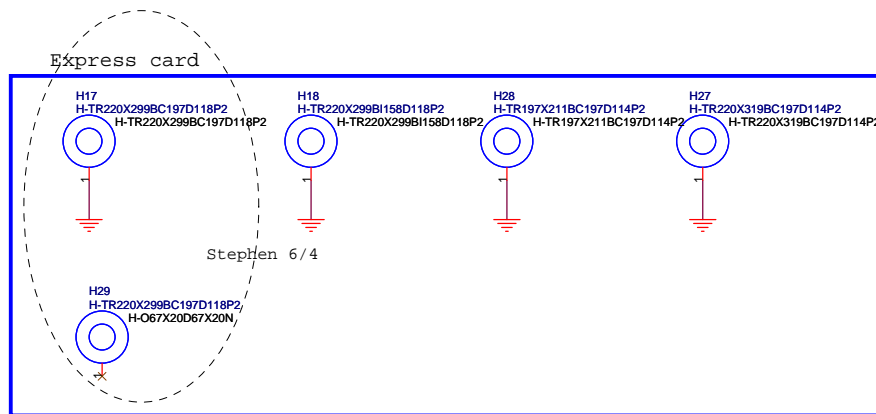 Express card
H17
H-TR220X299BC197D118P2
H-TR220X299BC197D118P2
1
H18
H-TR220X299BI158D118P2
H-TR220X299BI158D118P2
1
H28
H-TR197X211BC197D114P2
H-TR197X211BC197D114P2
1
H27
H-TR220X319BC197D114P2
H-TR220X319BC197D114P2
1
Stephen 6/4
H29
H-TR220X299BC197D118P2
H-O67X20D67X20N
1